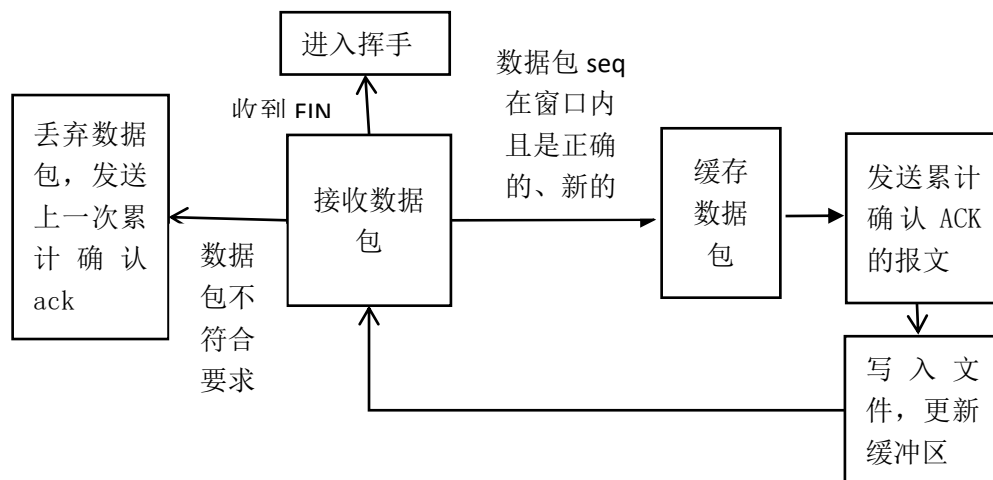 进入挥手
收到 FIN
数据包 seq
在窗口内
且是正确
的、新的
丢弃数据
包，发送
上一次累
计确认
ack
数据
包不
符合
要求
接收数据
包
缓存
数据
包
发送累计
确认 ACK
的报文
写入文
件，更新
缓冲区